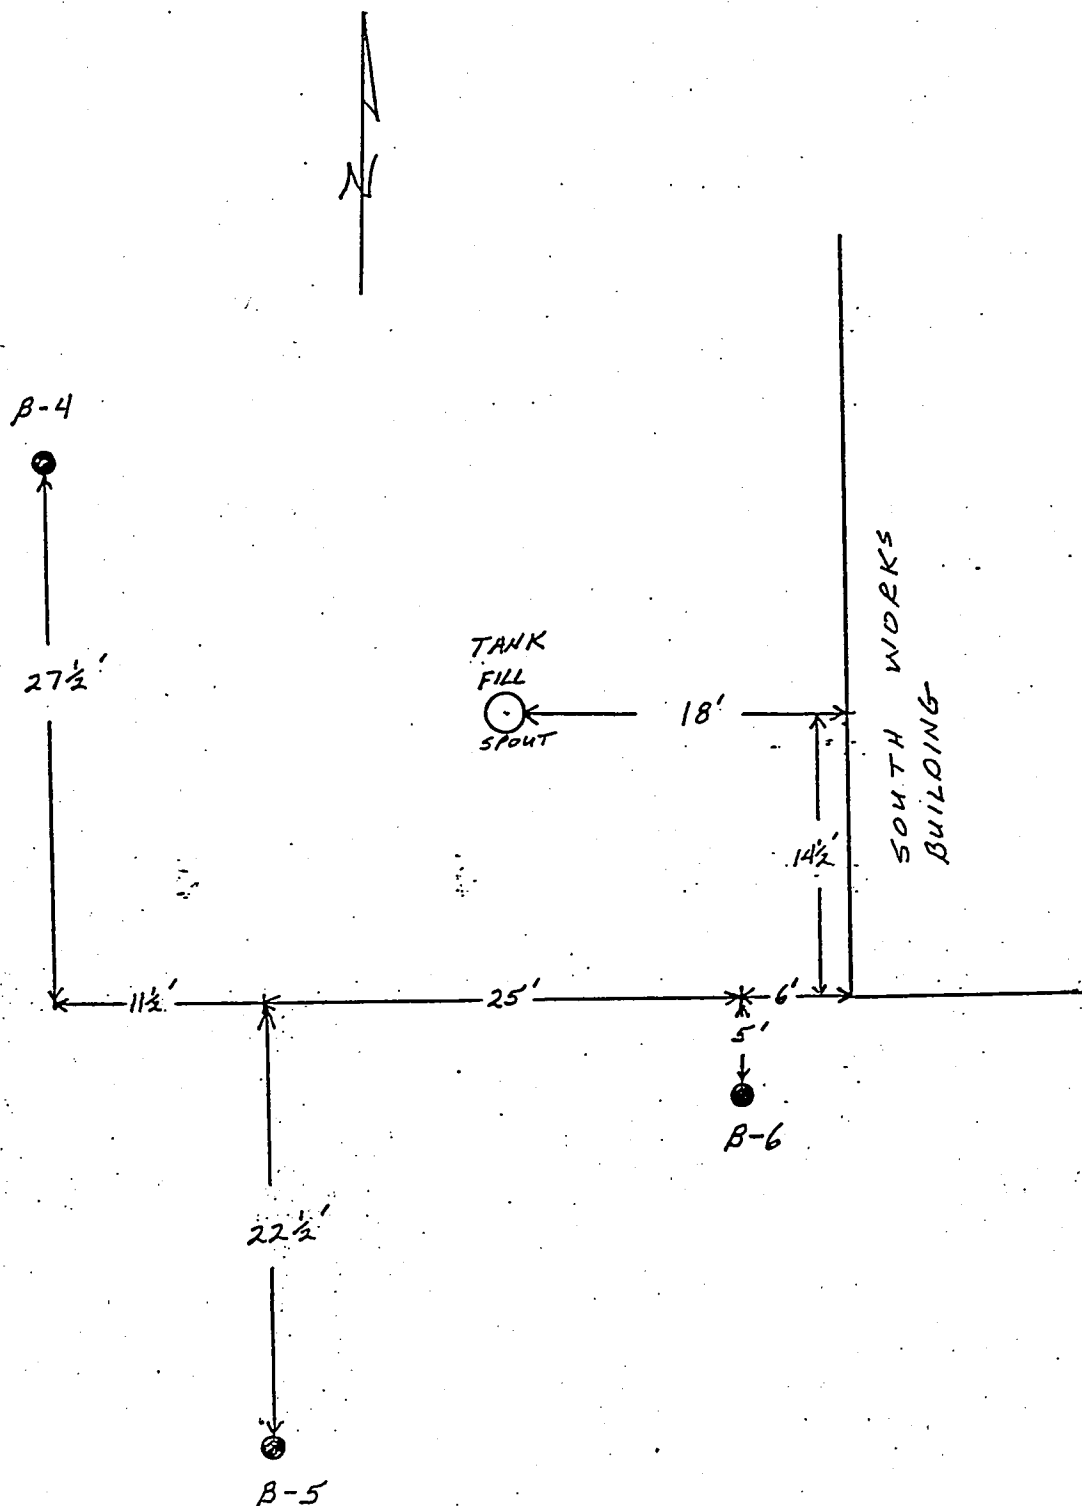 N
B-4
27½'
TANK
FILL
SPOUT
18'
SOUTH WORKS
BUILDING
14½'
11½'
25'
6'
5'
B-6
22½'
B-5